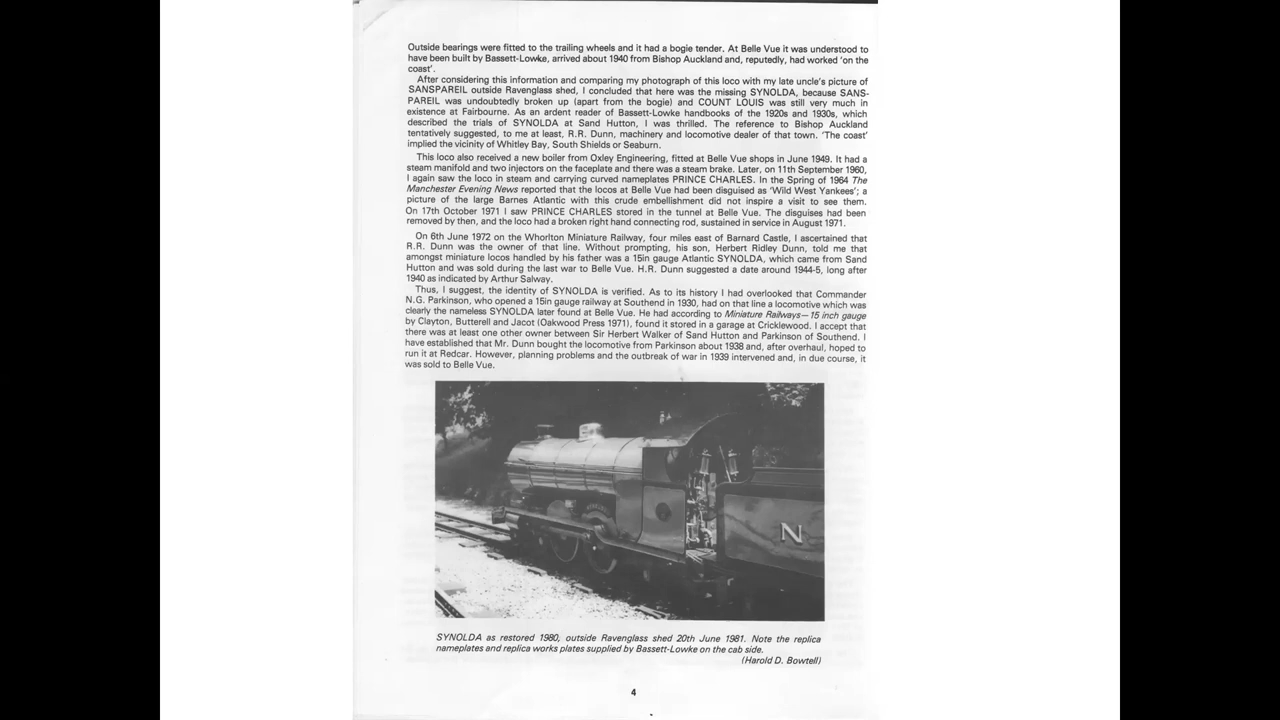 Outside bearings were fitted to the trailing wheels and it had a bogie tender. At Belle Vue it was understood to
have been built by Bassett-Lowke, arrived about 1940 from Bishop Auckland and, reputedly, had worked 'on the
coast'.
After considering this information and comparing my photograph of this loco with my late uncle's picture of
SANSPAREIL outside Ravenglass shed, I concluded that here was the missing SYNOLDA, because SANS-
PAREIL was undoubtedly broken up (apart from the bogie) and COUNT LOUIS was still very much in
existence at Fairbourne. As an ardent reader of Bassett-Lowke handbooks of the 1920s and 1930s, which
described the trials of SYNOLDA at Sand Hutton, I was thrilled. The reference to Bishop Auckland
tentatively suggested, to me at least, R.R. Dunn, machinery and locomotive dealer of that town. 'The coast'
implied the vicinity of Whitley Bay, South Shields or Seaburn.
This loco also received a new boiler from Oxley Engineering, fitted at Belle Vue shops in June 1949. It had a
steam manifold and two injectors on the faceplate and there was a steam brake. Later, on 11th September 1960,
I again saw the loco in steam and carrying curved nameplates PRINCE CHARLES. In the Spring of 1964 The
Manchester Evening News reported that the locos at Belle Vue had been disguised as 'Wild West Yankees'; a
picture of the large Barnes Atlantic with this crude embellishment did not inspire a visit to see them.
On 17th October 1971 I saw PRINCE CHARLES stored in the tunnel at Belle Vue. The disguises had been
removed by then, and the loco had a broken right hand connecting rod, sustained in service in August 1971.
On 6th June 1972 on the Whorlton Miniature Railway, four miles east of Barnard Castle, I ascertained that
R.R. Dunn was the owner of that line. Without prompting, his son, Herbert Ridley Dunn, told me that
amongst miniature locos handled by his father was a 15in gauge Atlantic SYNOLDA, which came from Sand
Hutton and was sold during the last war to Belle Vue. H.R. Dunn suggested a date around 1944-5, long after
1940 as indicated by Arthur Salway.
Thus, I suggest, the identity of SYNOLDA is verified. As to its history I had overlooked that Commander
N.G. Parkinson, who opened a 15in gauge railway at Southend in 1930, had on that line a locomotive which was
clearly the nameless SYNOLDA later found at Belle Vue. He had according to Miniature Railways—15 inch gauge
by Clayton, Butterell and Jacot (Oakwood Press 1971), found it stored in a garage at Cricklewood. I accept that
there was at least one other owner between Sir Herbert Walker of Sand Hutton and Parkinson of Southend. I
have established that Mr. Dunn bought the locomotive from Parkinson about 1938 and, after overhaul, hoped to
run it at Redcar. However, planning problems and the outbreak of war in 1939 intervened and, in due course, it
was sold to Belle Vue.
N
SYNOLDA as restored 1980, outside Ravenglass shed 20th June 1981. Note the replica
nameplates and replica works plates supplied by Bassett-Lowke on the cab side.
(Harold D. Bowtell)
4